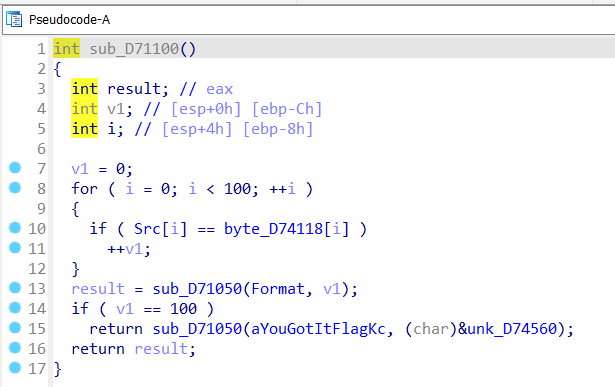 Pseudocode-A
1 int sub_D71100()
2 {
3 int result; // eax
4 int v1; // [esp+0h] [ebp-Ch]
5 int i; // [esp+4h] [ebp-8h]
6
7 v1 = 0;
8 for ( i = 0; i < 100; ++i )
9 {
10 if ( Src[i] == byte_D74118[i] )
11 ++v1;
12 }
13 result = sub_D71050(Format, v1);
14 if ( v1 == 100 )
15 return sub_D71050(aYouGotItFlagKc, (char)&unk_D74560);
16 return result;
17 }